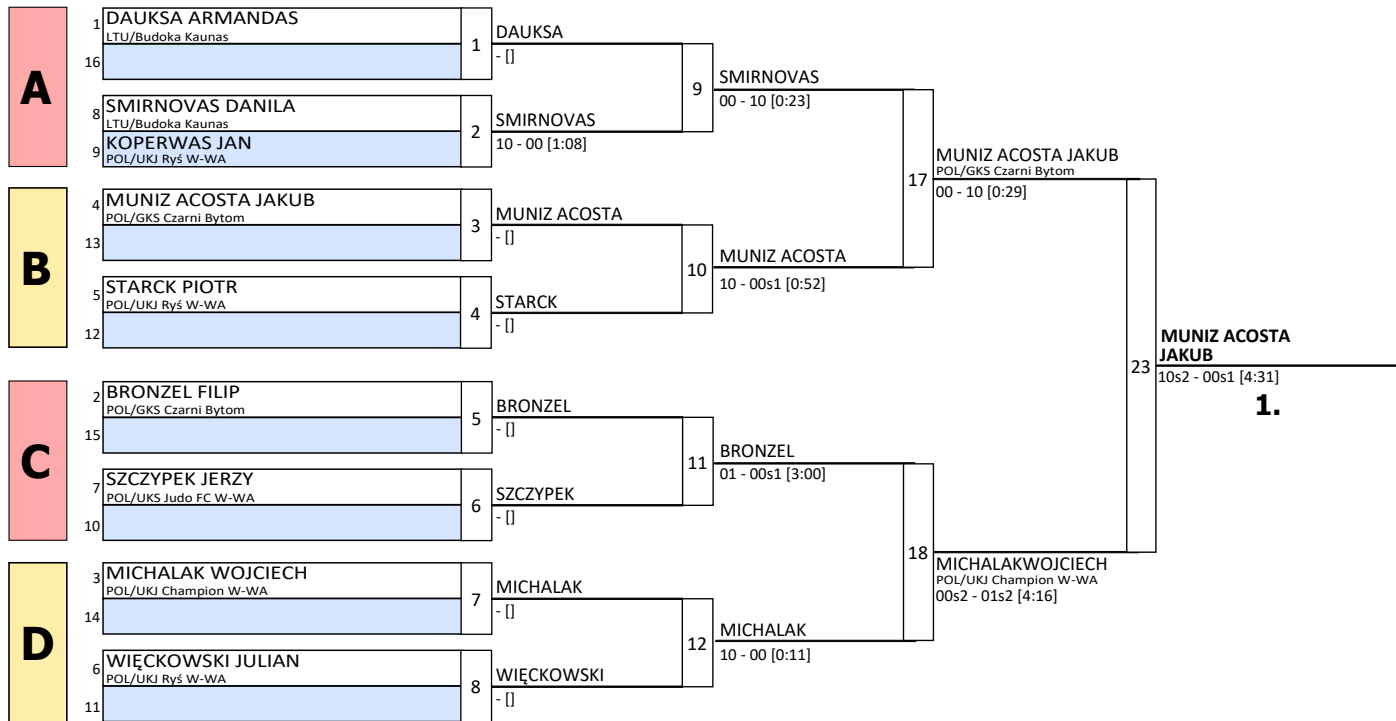 A
1 DAUKSA ARMANDAS
LTU/Budoka Kaunas
16
1
DAUKSA
- []
8 SMIRNOVAS DANILA
LTU/Budoka Kaunas
9 KOPERWAS JAN
POL/UKJ Ryś W-WA
2
SMIRNOVAS
10 - 00 [1:08]
9
SMIRNOVAS
00 - 10 [0:23]
B
4 MUNIZ ACOSTA JAKUB
POL/GKS Czarni Bytom
13
3
MUNIZ ACOSTA
- []
5 STARCK PIOTR
POL/UKJ Ryś W-WA
12
4
STARCK
- []
10
MUNIZ ACOSTA
10 - 00s1 [0:52]
17
MUNIZ ACOSTA JAKUB
POL/GKS Czarni Bytom
00 - 10 [0:29]
C
2 BRONZEL FILIP
POL/GKS Czarni Bytom
15
5
BRONZEL
- []
7 SZCZYPEK JERZY
POL/UKS Judo FC W-WA
10
6
SZCZYPEK
- []
11
BRONZEL
01 - 00s1 [3:00]
D
3 MICHALAK WOJCIECH
POL/UKJ Champion W-WA
14
7
MICHALAK
- []
6 WIĘCKOWSKI JULIAN
POL/UKJ Ryś W-WA
11
8
WIĘCKOWSKI
- []
12
MICHALAK
10 - 00 [0:11]
18
MICHALAKWOJCIECH
POL/UKJ Champion W-WA
00s2 - 01s2 [4:16]
23
MUNIZ ACOSTA
JAKUB
10s2 - 00s1 [4:31]
1.